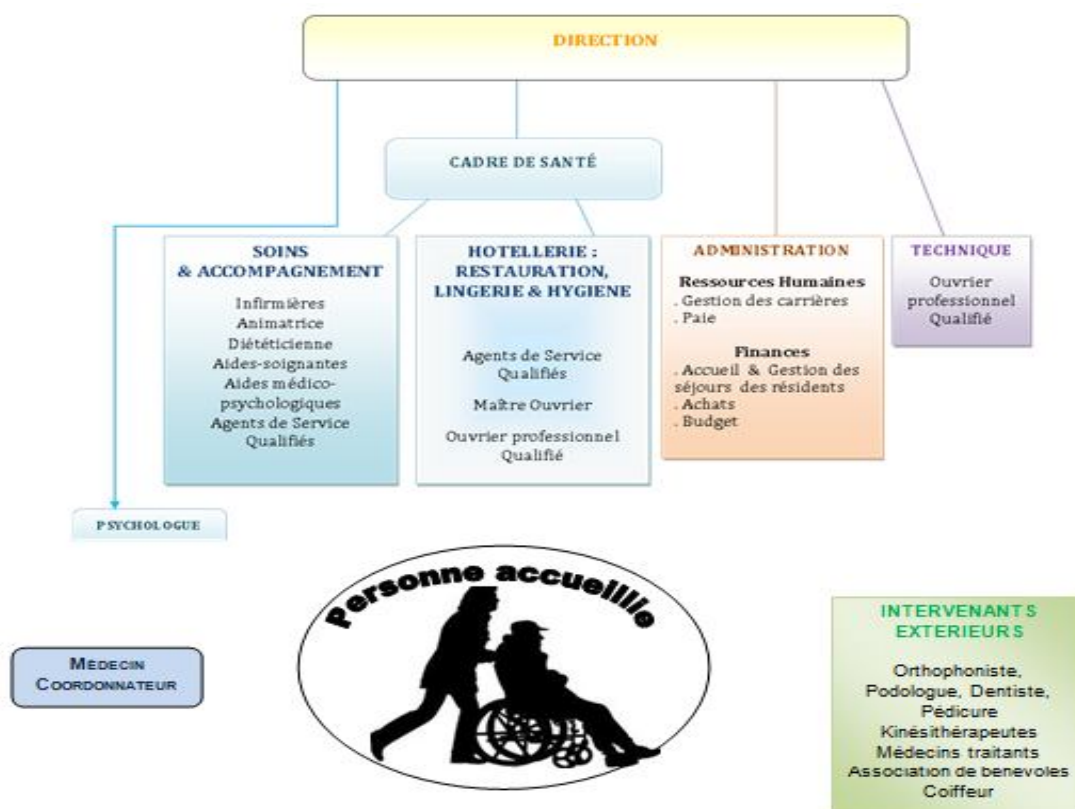 DIRECTION
CADRE DE SANTÉ
SOINS
& ACCOMPAGNEMENT
Infirmières
Animatrice
Diététicienne
Aides-soignantes
Aides médico-
psychologiques
Agents de Service
Qualifiés
HOTELLERIE :
RESTAURATION,
LINGERIE & HYGIENE
Agents de Service
Qualifiés
Maître Ouvrier
Ouvrier professionnel
Qualifié
ADMINISTRATION
Ressources Humaines
. Gestion des carrières
. Paie
Finances
. Accueil & Gestion des
séjours des résidents
. Achats
. Budget
TECHNIQUE
Ouvrier
professionnel
Qualifié
PSYCHOLOGUE
Personne accueillie
MÉDECIN
COORDONNATEUR
INTERVENANTS
EXTERIEURS
Orthophoniste,
Podologue, Dentiste,
Pédicure
Kinésithérapeutes
Médecins traitants
Association de benevoles
Coiffeur